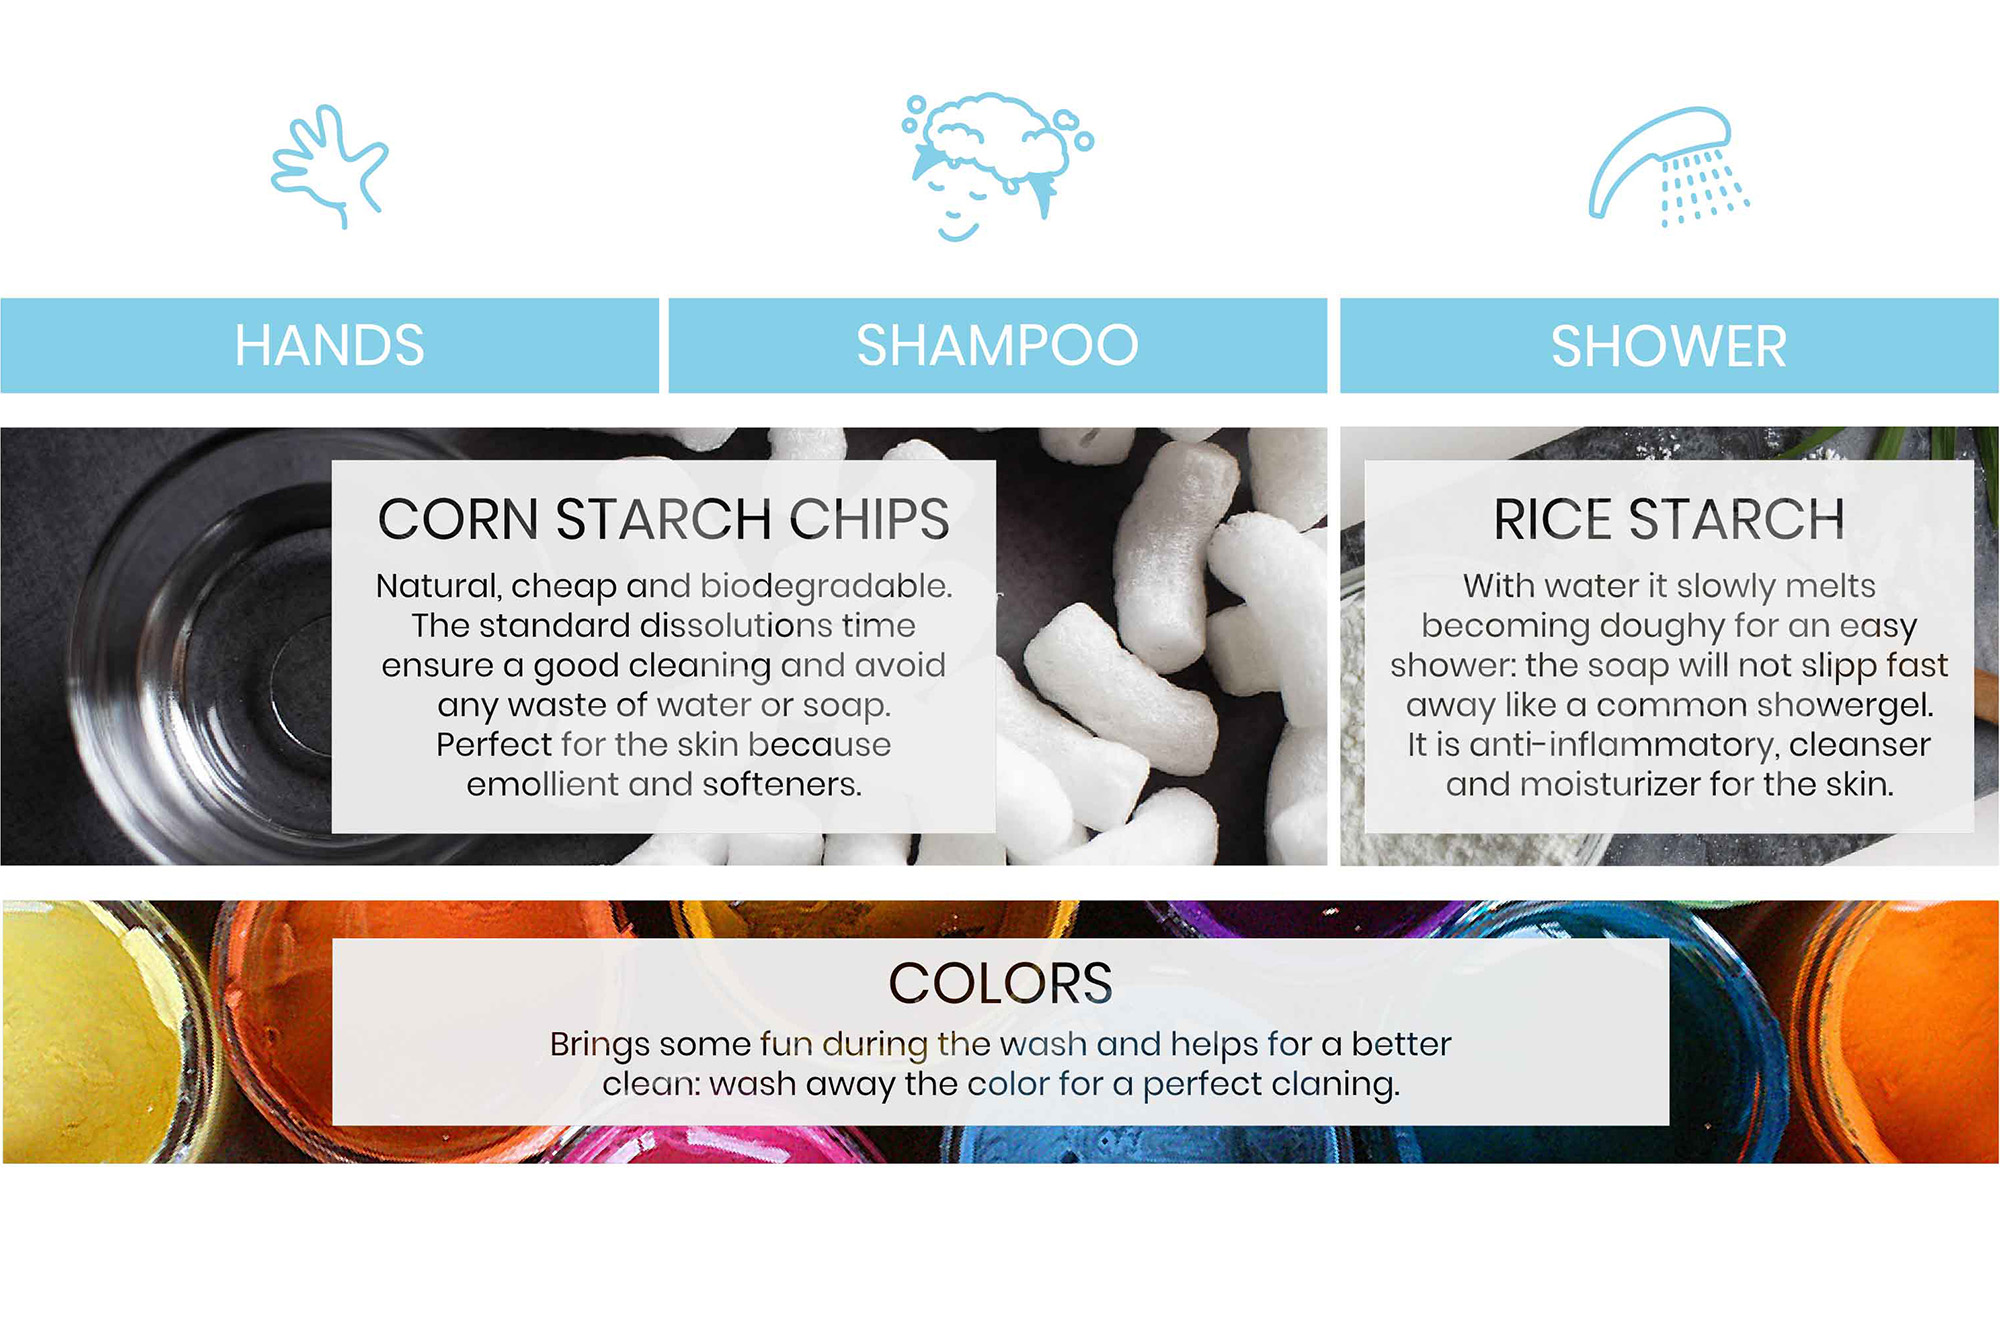 HANDS
SHAMPOO
SHOWER
CORN STARCH CHIPS
Natural, cheap and biodegradable.
The standard dissolutions time
ensure a good cleaning and avoid
any waste of water or soap.
Perfect for the skin because
emollient and softeners.
RICE STARCH
With water it slowly melts
becoming doughy for an easy
shower: the soap will not slipp fast
away like a common showergel.
It is anti-inflammatory, cleanser
and moisturizer for the skin.
COLORS
Brings some fun during the wash and helps for a better
clean: wash away the color for a perfect claning.